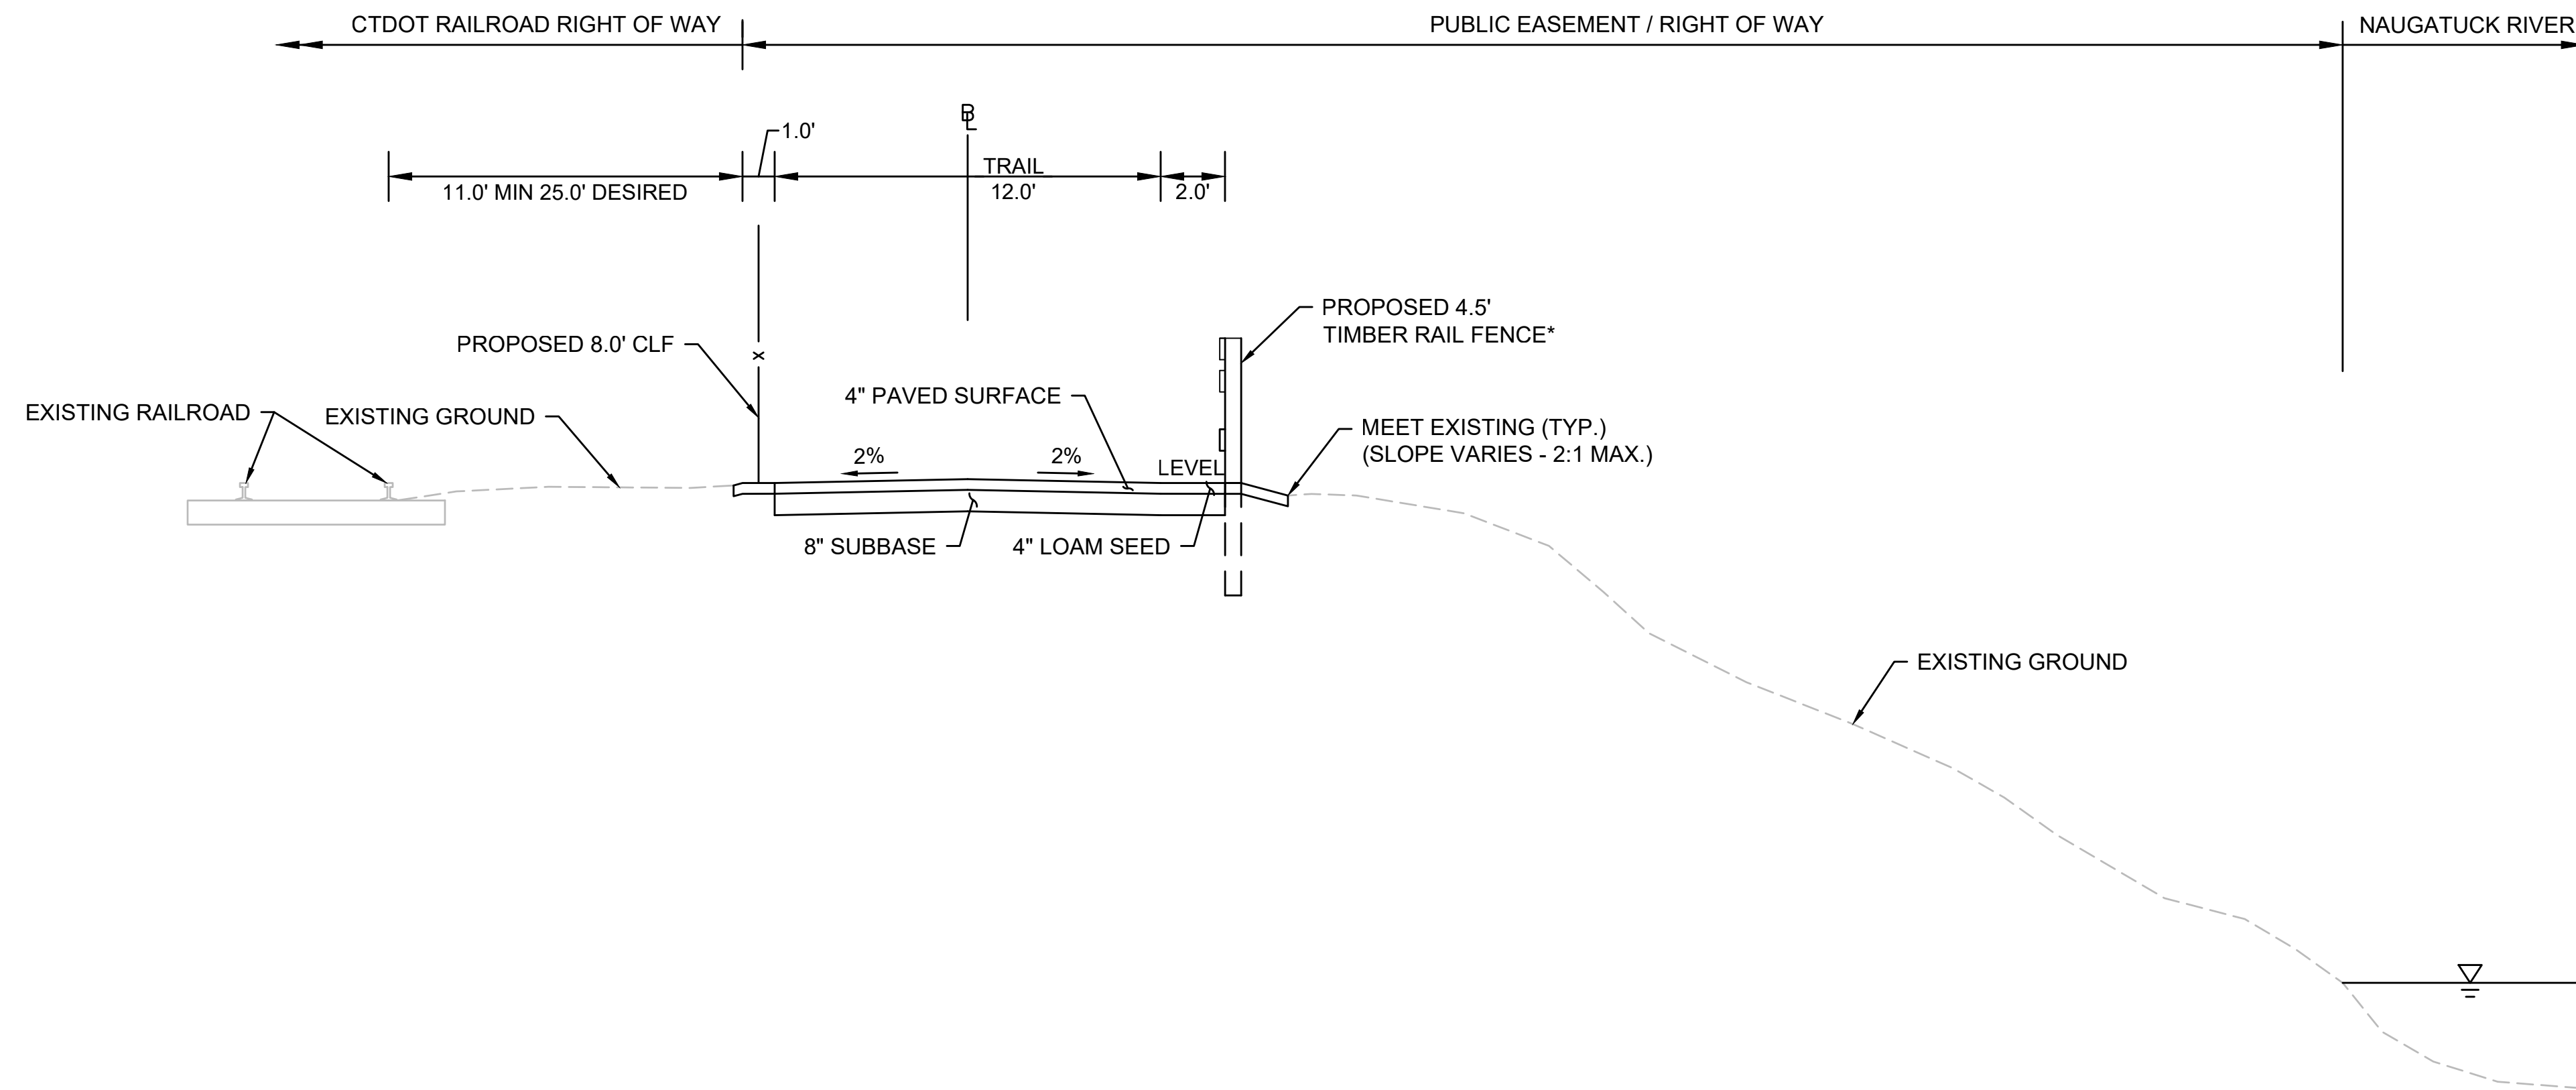 CTDOT RAILROAD RIGHT OF WAY
PUBLIC EASEMENT / RIGHT OF WAY
NAUGATUCK RIVER
BL
1.0'
TRAIL
11.0' MIN 25.0' DESIRED
12.0'
2.0'
PROPOSED 4.5'
TIMBER RAIL FENCE*
PROPOSED 8.0' CLF
x
4" PAVED SURFACE
EXISTING RAILROAD
EXISTING GROUND
MEET EXISTING (TYP.)
(SLOPE VARIES - 2:1 MAX.)
2%
2%
LEVEL
8" SUBBASE
4" LOAM SEED
EXISTING GROUND